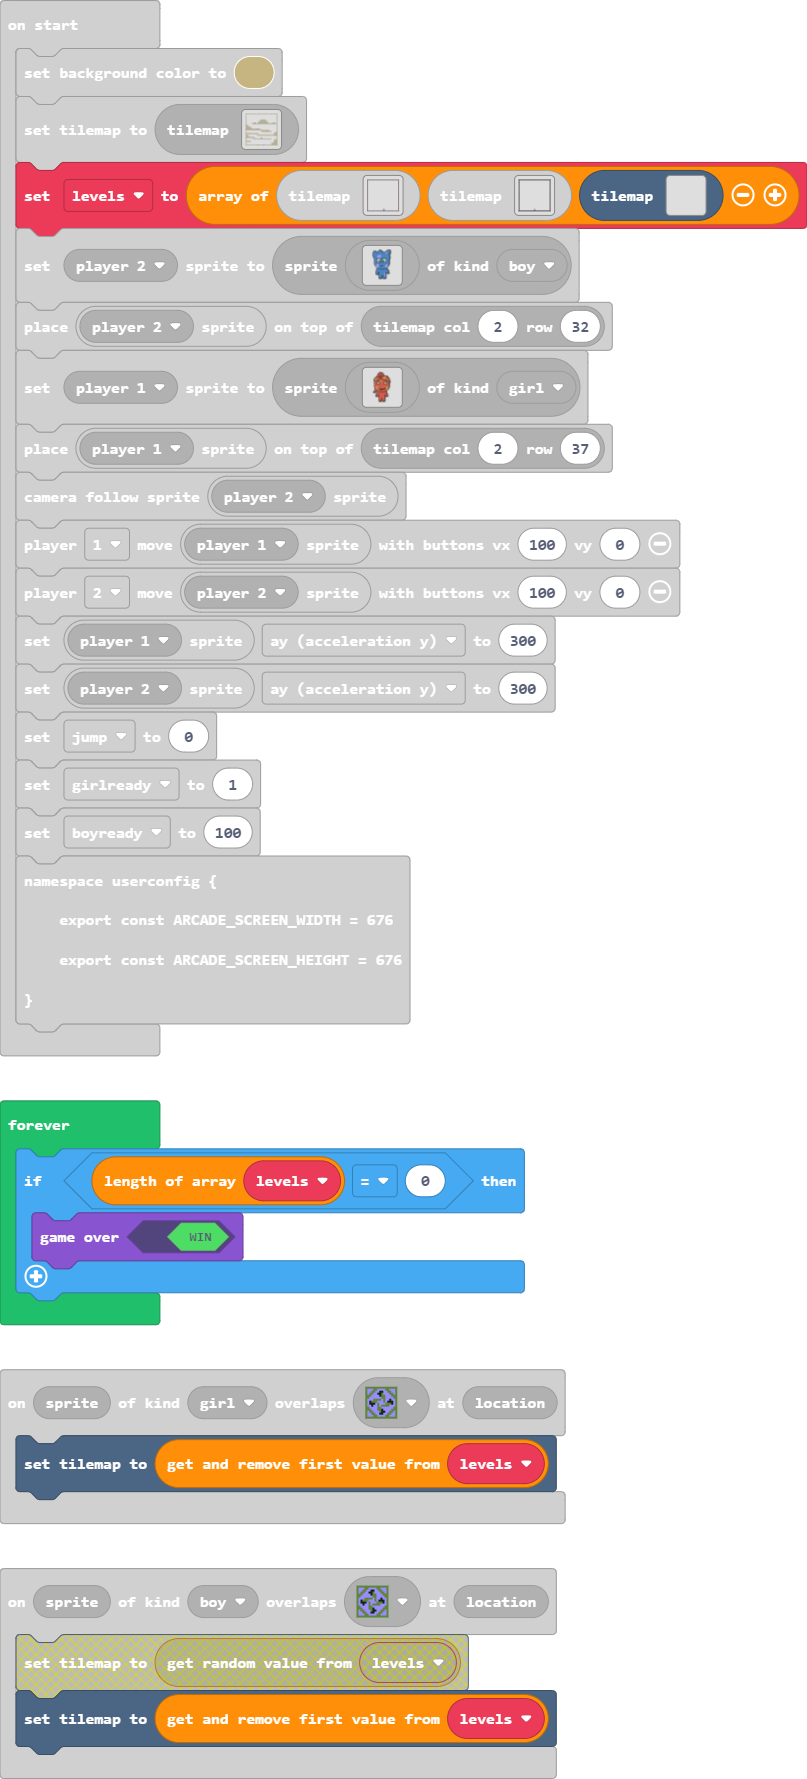 on start
set background color to
set tilemap to tilemap
set levels to array of tilemap tilemap tilemap
set player 2 sprite to sprite of kind boy
place player 2 sprite on top of tilemap col 2 row 32
set player 1 sprite to sprite of kind girl
place player 1 sprite on top of tilemap col 2 row 37
camera follow sprite player 2 sprite
player 1 move player 1 sprite with buttons vx 100 vy 0
player 2 move player 2 sprite with buttons vx 100 vy 0
set player 1 sprite ay (acceleration y) to 300
set player 2 sprite ay (acceleration y) to 300
set jump to 0
set girlready to 1
set boyready to 100
namespace userconfig {
export const ARCADE_SCREEN_WIDTH = 676
export const ARCADE_SCREEN_HEIGHT = 676
}
forever
if length of array levels = 0 then
game over WIN
on sprite of kind girl overlaps at location
set tilemap to get and remove first value from levels
on sprite of kind boy overlaps at location
set tilemap to get random value from levels
set tilemap to get and remove first value from levels